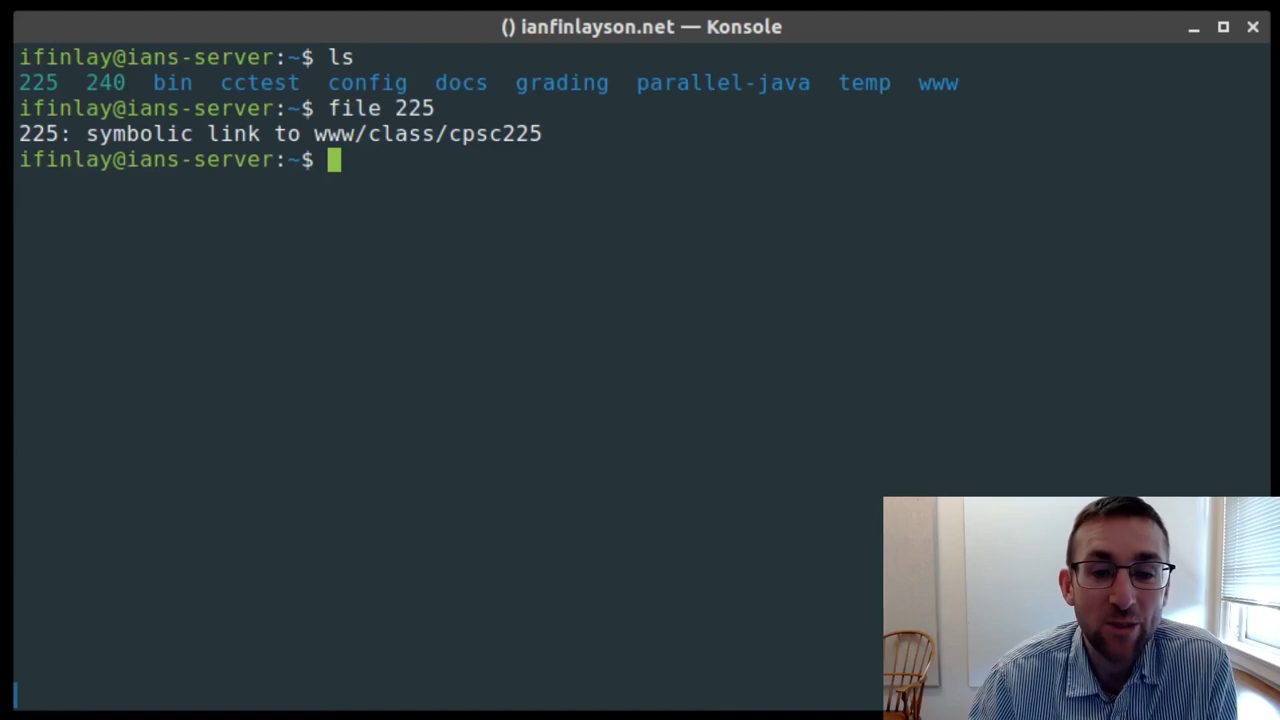 () ianfinlayson.net — Konsole
ifinlay@ians-server:~$ ls
225 240 bin cctest config docs grading parallel-java temp www
ifinlay@ians-server:~$ file 225
225: symbolic link to www/class/cpsc225
ifinlay@ians-server:~$